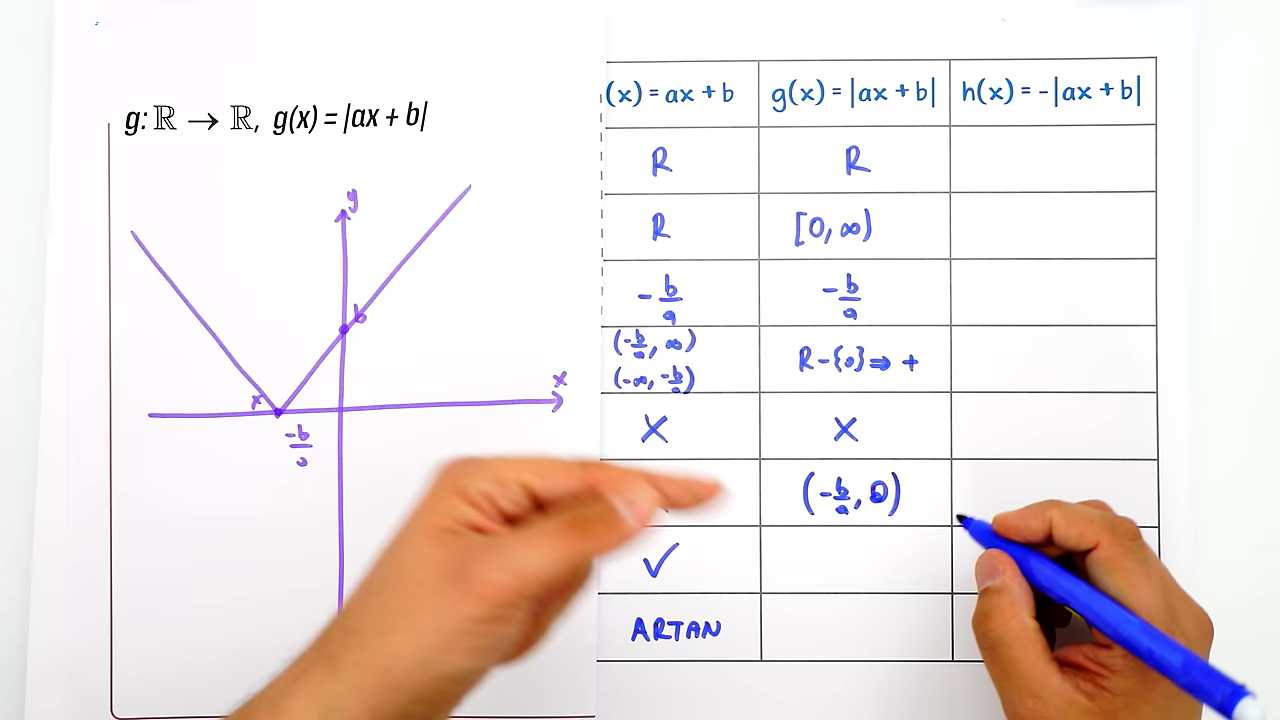 g: ℝ → ℝ, g(x) = |ax + b|
y
b
x
x
-b
(x) = ax + b
g(x) = |ax + b|
h(x) = -|ax + b|
R
R
R
[0, ∞)
-b/a
-b/a
(-b/a, ∞)
(-∞, -b/a)
R-{0} ⇒ +
X
X
(-b/a, 0)
✓
ARTAN